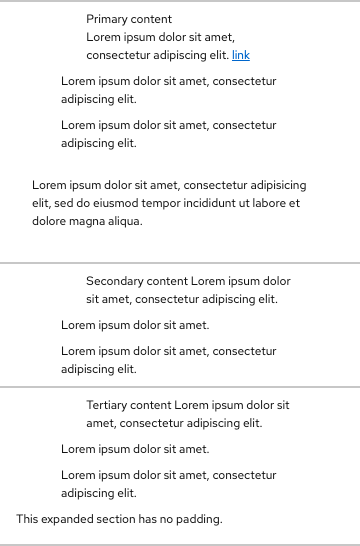 Primary content
Lorem ipsum dolor sit amet,
consectetur adipiscing elit. link
Lorem ipsum dolor sit amet, consectetur
adipiscing elit.
Lorem ipsum dolor sit amet, consectetur
adipiscing elit.
Lorem ipsum dolor sit amet, consectetur adipisicing
elit, sed do eiusmod tempor incididunt ut labore et
dolore magna aliqua.
Secondary content Lorem ipsum dolor
sit amet, consectetur adipiscing elit.
Lorem ipsum dolor sit amet.
Lorem ipsum dolor sit amet, consectetur
adipiscing elit.
Tertiary content Lorem ipsum dolor sit
amet, consectetur adipiscing elit.
Lorem ipsum dolor sit amet.
Lorem ipsum dolor sit amet, consectetur
adipiscing elit.
This expanded section has no padding.